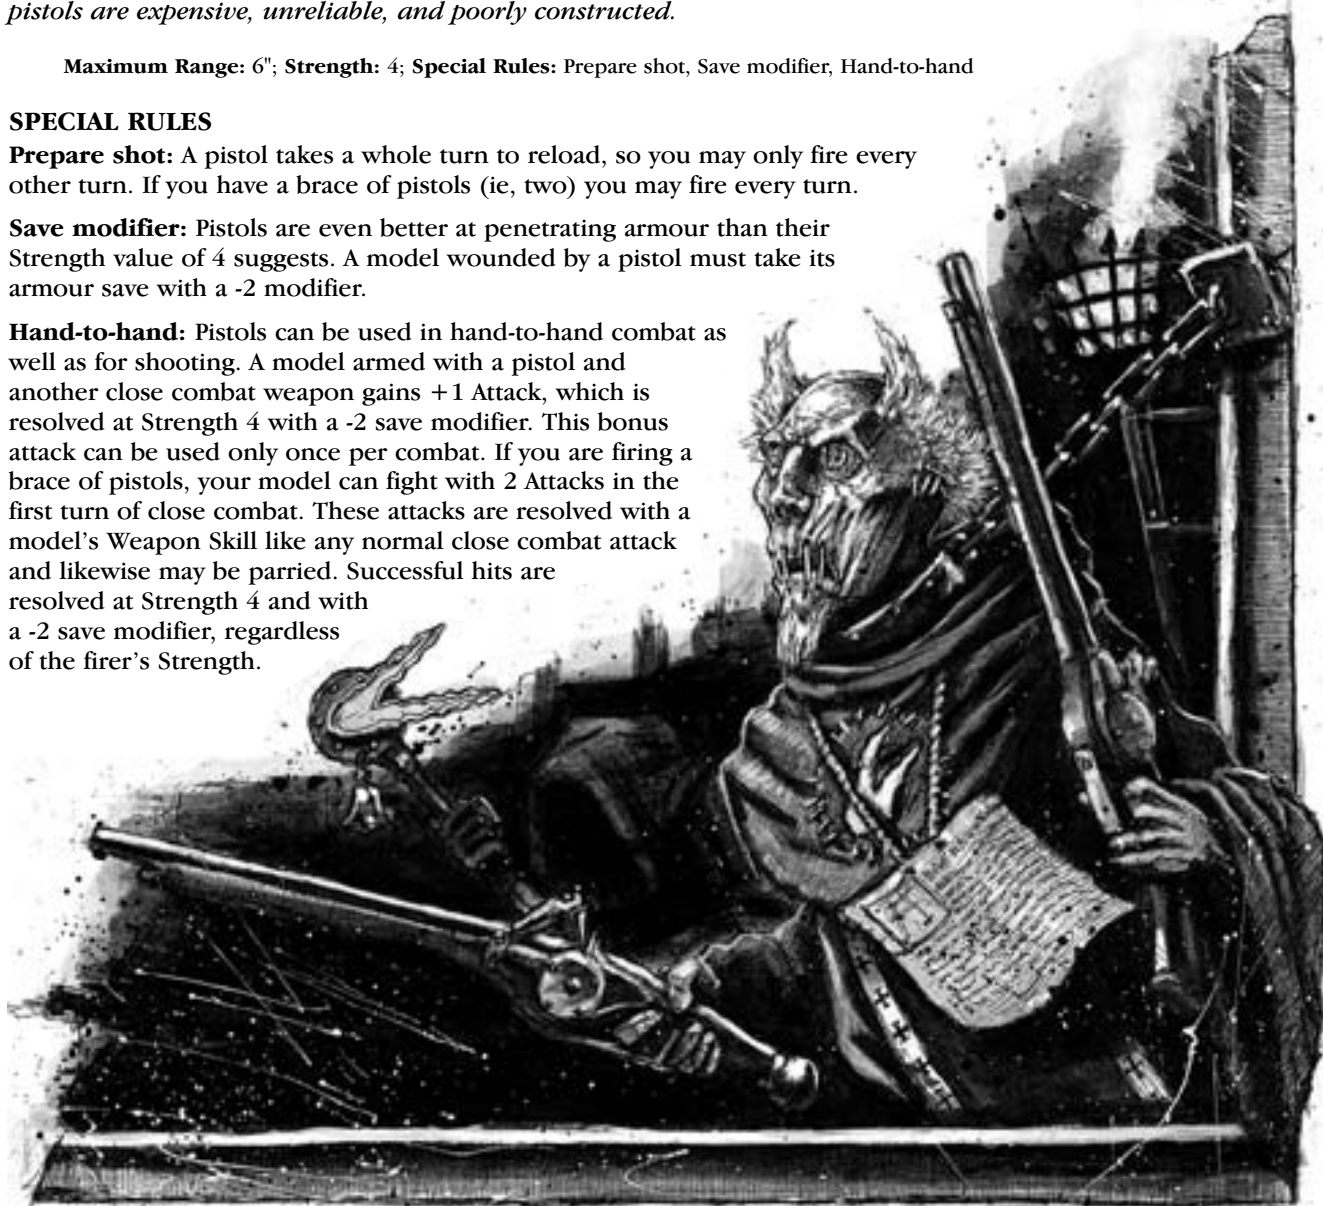 pistols are expensive, unreliable, and poorly constructed.
Maximum Range: 6"; Strength: 4; Special Rules: Prepare shot, Save modifier, Hand-to-hand
SPECIAL RULES
Prepare shot: A pistol takes a whole turn to reload, so you may only fire every
other turn. If you have a brace of pistols (ie, two) you may fire every turn.
Save modifier: Pistols are even better at penetrating armour than their
Strength value of 4 suggests. A model wounded by a pistol must take its
armour save with a -2 modifier.
Hand-to-hand: Pistols can be used in hand-to-hand combat as
well as for shooting. A model armed with a pistol and
another close combat weapon gains +1 Attack, which is
resolved at Strength 4 with a -2 save modifier. This bonus
attack can be used only once per combat. If you are firing a
brace of pistols, your model can fight with 2 Attacks in the
first turn of close combat. These attacks are resolved with a
model's Weapon Skill like any normal close combat attack
and likewise may be parried. Successful hits are
resolved at Strength 4 and with
a -2 save modifier, regardless
of the firer's Strength.